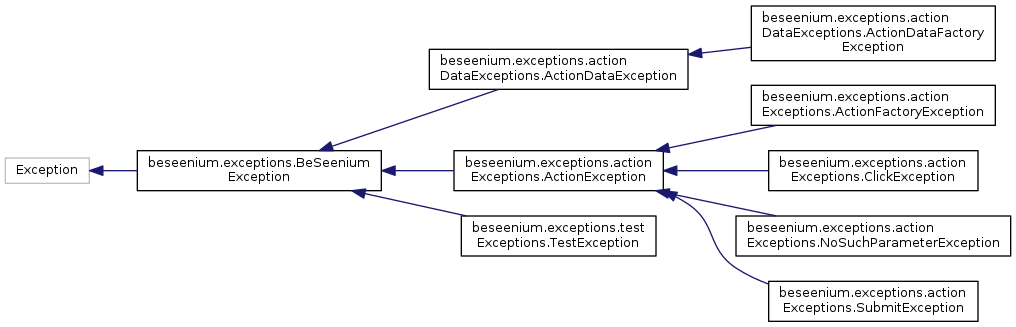 Exception
beseenium.exceptions.BeSeenium
Exception
beseenium.exceptions.action
DataExceptions.ActionDataException
beseenium.exceptions.action
Exceptions.ActionException
beseenium.exceptions.test
Exceptions.TestException
beseenium.exceptions.action
DataExceptions.ActionDataFactory
Exception
beseenium.exceptions.action
Exceptions.ActionFactoryException
beseenium.exceptions.action
Exceptions.ClickException
beseenium.exceptions.action
Exceptions.NoSuchParameterException
beseenium.exceptions.action
Exceptions.SubmitException